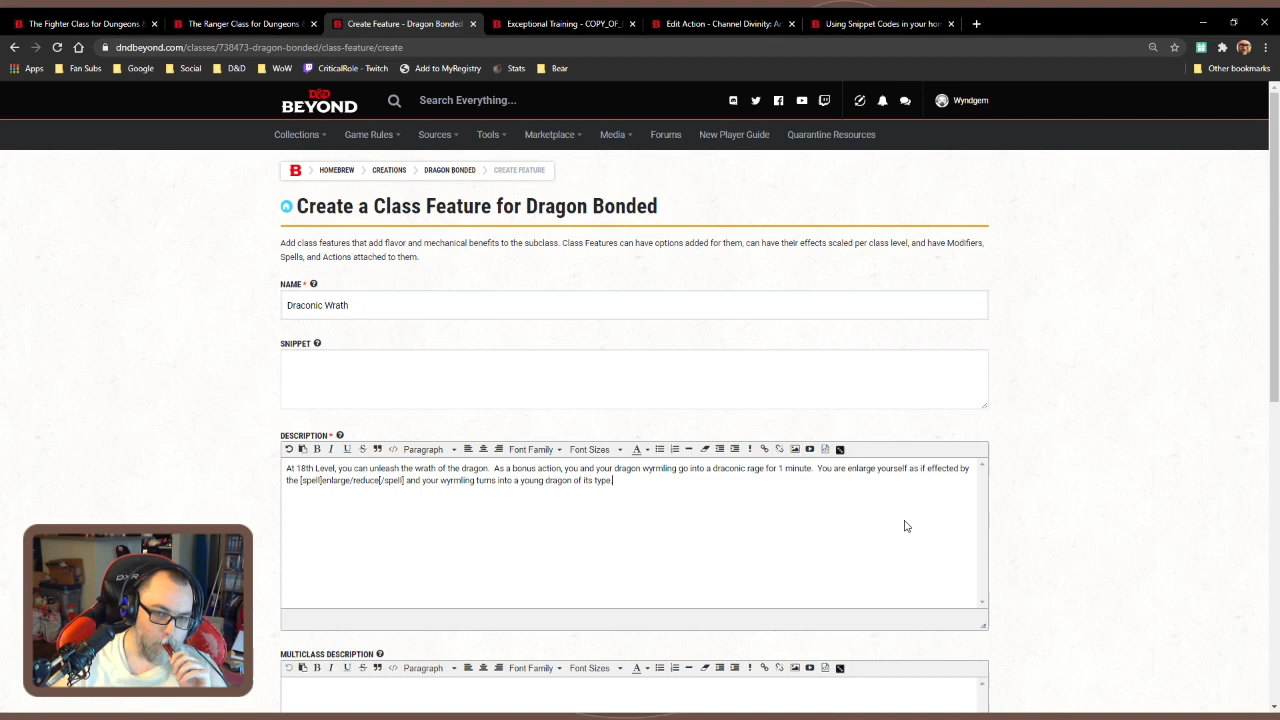 The Fighter Class for Dungeons &
The Ranger Class for Dungeons &
Create Feature - Dragon Bonded
Exceptional Training - COPY_OF_
Edit Action - Channel Divinity: A
Using Snippet Codes in your hom
dndbeyond.com/classes/738473-dragon-bonded/class-feature/create
Apps Fan Subs Google Social D&D WoW CriticalRole - Twitch Add to MyRegistry Stats Bear Other bookmarks
D&D
BEYOND
Search Everything...
Wyndgem
Collections Game Rules Sources Tools Marketplace Media Forums New Player Guide Quarantine Resources
HOMEBREW CREATIONS DRAGON BONDED CREATE FEATURE
Create a Class Feature for Dragon Bonded
Add class features that add flavor and mechanical benefits to the subclass. Class Features can have options added for them, can have their effects scaled per class level, and have Modifiers,
Spells, and Actions attached to them.
NAME *
Draconic Wrath
SNIPPET
DESCRIPTION *
Paragraph Font Family Font Sizes
At 18th Level, you can unleash the wrath of the dragon. As a bonus action, you and your dragon wyrmling go into a draconic rage for 1 minute. You are enlarge yourself as if effected by
the [spell]enlarge/reduce[/spell] and your wyrmling turns into a young dragon of its type.
MULTICLASS DESCRIPTION
Paragraph Font Family Font Sizes